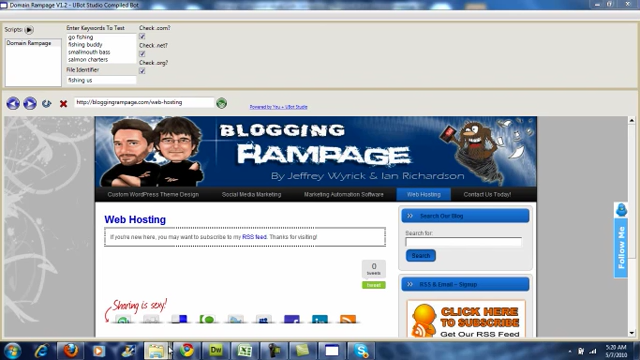 Domain Rampage V1.2 - UBot Studio Compiled Bot
Scripts:
Domain Rampage
Enter Keywords To Test
go fishing
fishing buddy
smallmouth bass
salmon charters
File Identifier
fishing us
Check .com?
Check .net?
Check .org?
http://bloggingrampage.com/web-hosting
Powered by You + UBot Studio
BLOGGING
RAMPAGE
By Jeffrey Wyrick & Ian Richardson
Custom WordPress Theme Design
Social Media Marketing
Marketing Automation Software
Web Hosting
Contact Us Today!
Web Hosting
If you're new here, you may want to subscribe to my RSS feed. Thanks for visiting!
0
tweets
tweet
Sharing is sexy!
Search Our Blog
Search for:
Search
RSS & Email - Signup
CLICK HERE
TO SUBSCRIBE
Get Our RSS Feed
Follow Me
5:20 AM
5/7/2010